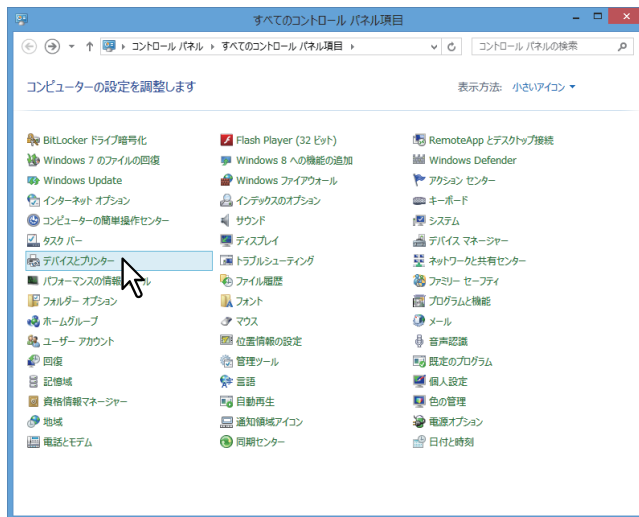 すべてのコントロール パネル項目
コントロール パネル ▸ すべてのコントロール パネル項目 ▸
コントロール パネルの検索
コンピューターの設定を調整します
表示方法: 小さいアイコン
BitLocker ドライブ暗号化
Flash Player (32 ビット)
RemoteApp とデスクトップ接続
Windows 7 のファイルの回復
Windows 8 への機能の追加
Windows Defender
Windows Update
Windows ファイアウォール
アクション センター
インターネット オプション
インデックスのオプション
キーボード
コンピューターの簡単操作センター
サウンド
システム
タスク バー
ディスプレイ
デバイス マネージャー
デバイスとプリンター
トラブルシューティング
ネットワークと共有センター
パフォーマンスの情報
ール
ファイル履歴
ファミリー セーフティ
フォルダー オプション
フォント
プログラムと機能
ホームグループ
マウス
メール
ユーザー アカウント
位置情報の設定
音声認識
回復
管理ツール
既定のプログラム
記憶域
言語
個人設定
資格情報マネージャー
自動再生
色の管理
地域
通知領域アイコン
電源オプション
電話とモデム
同期センター
日付と時刻